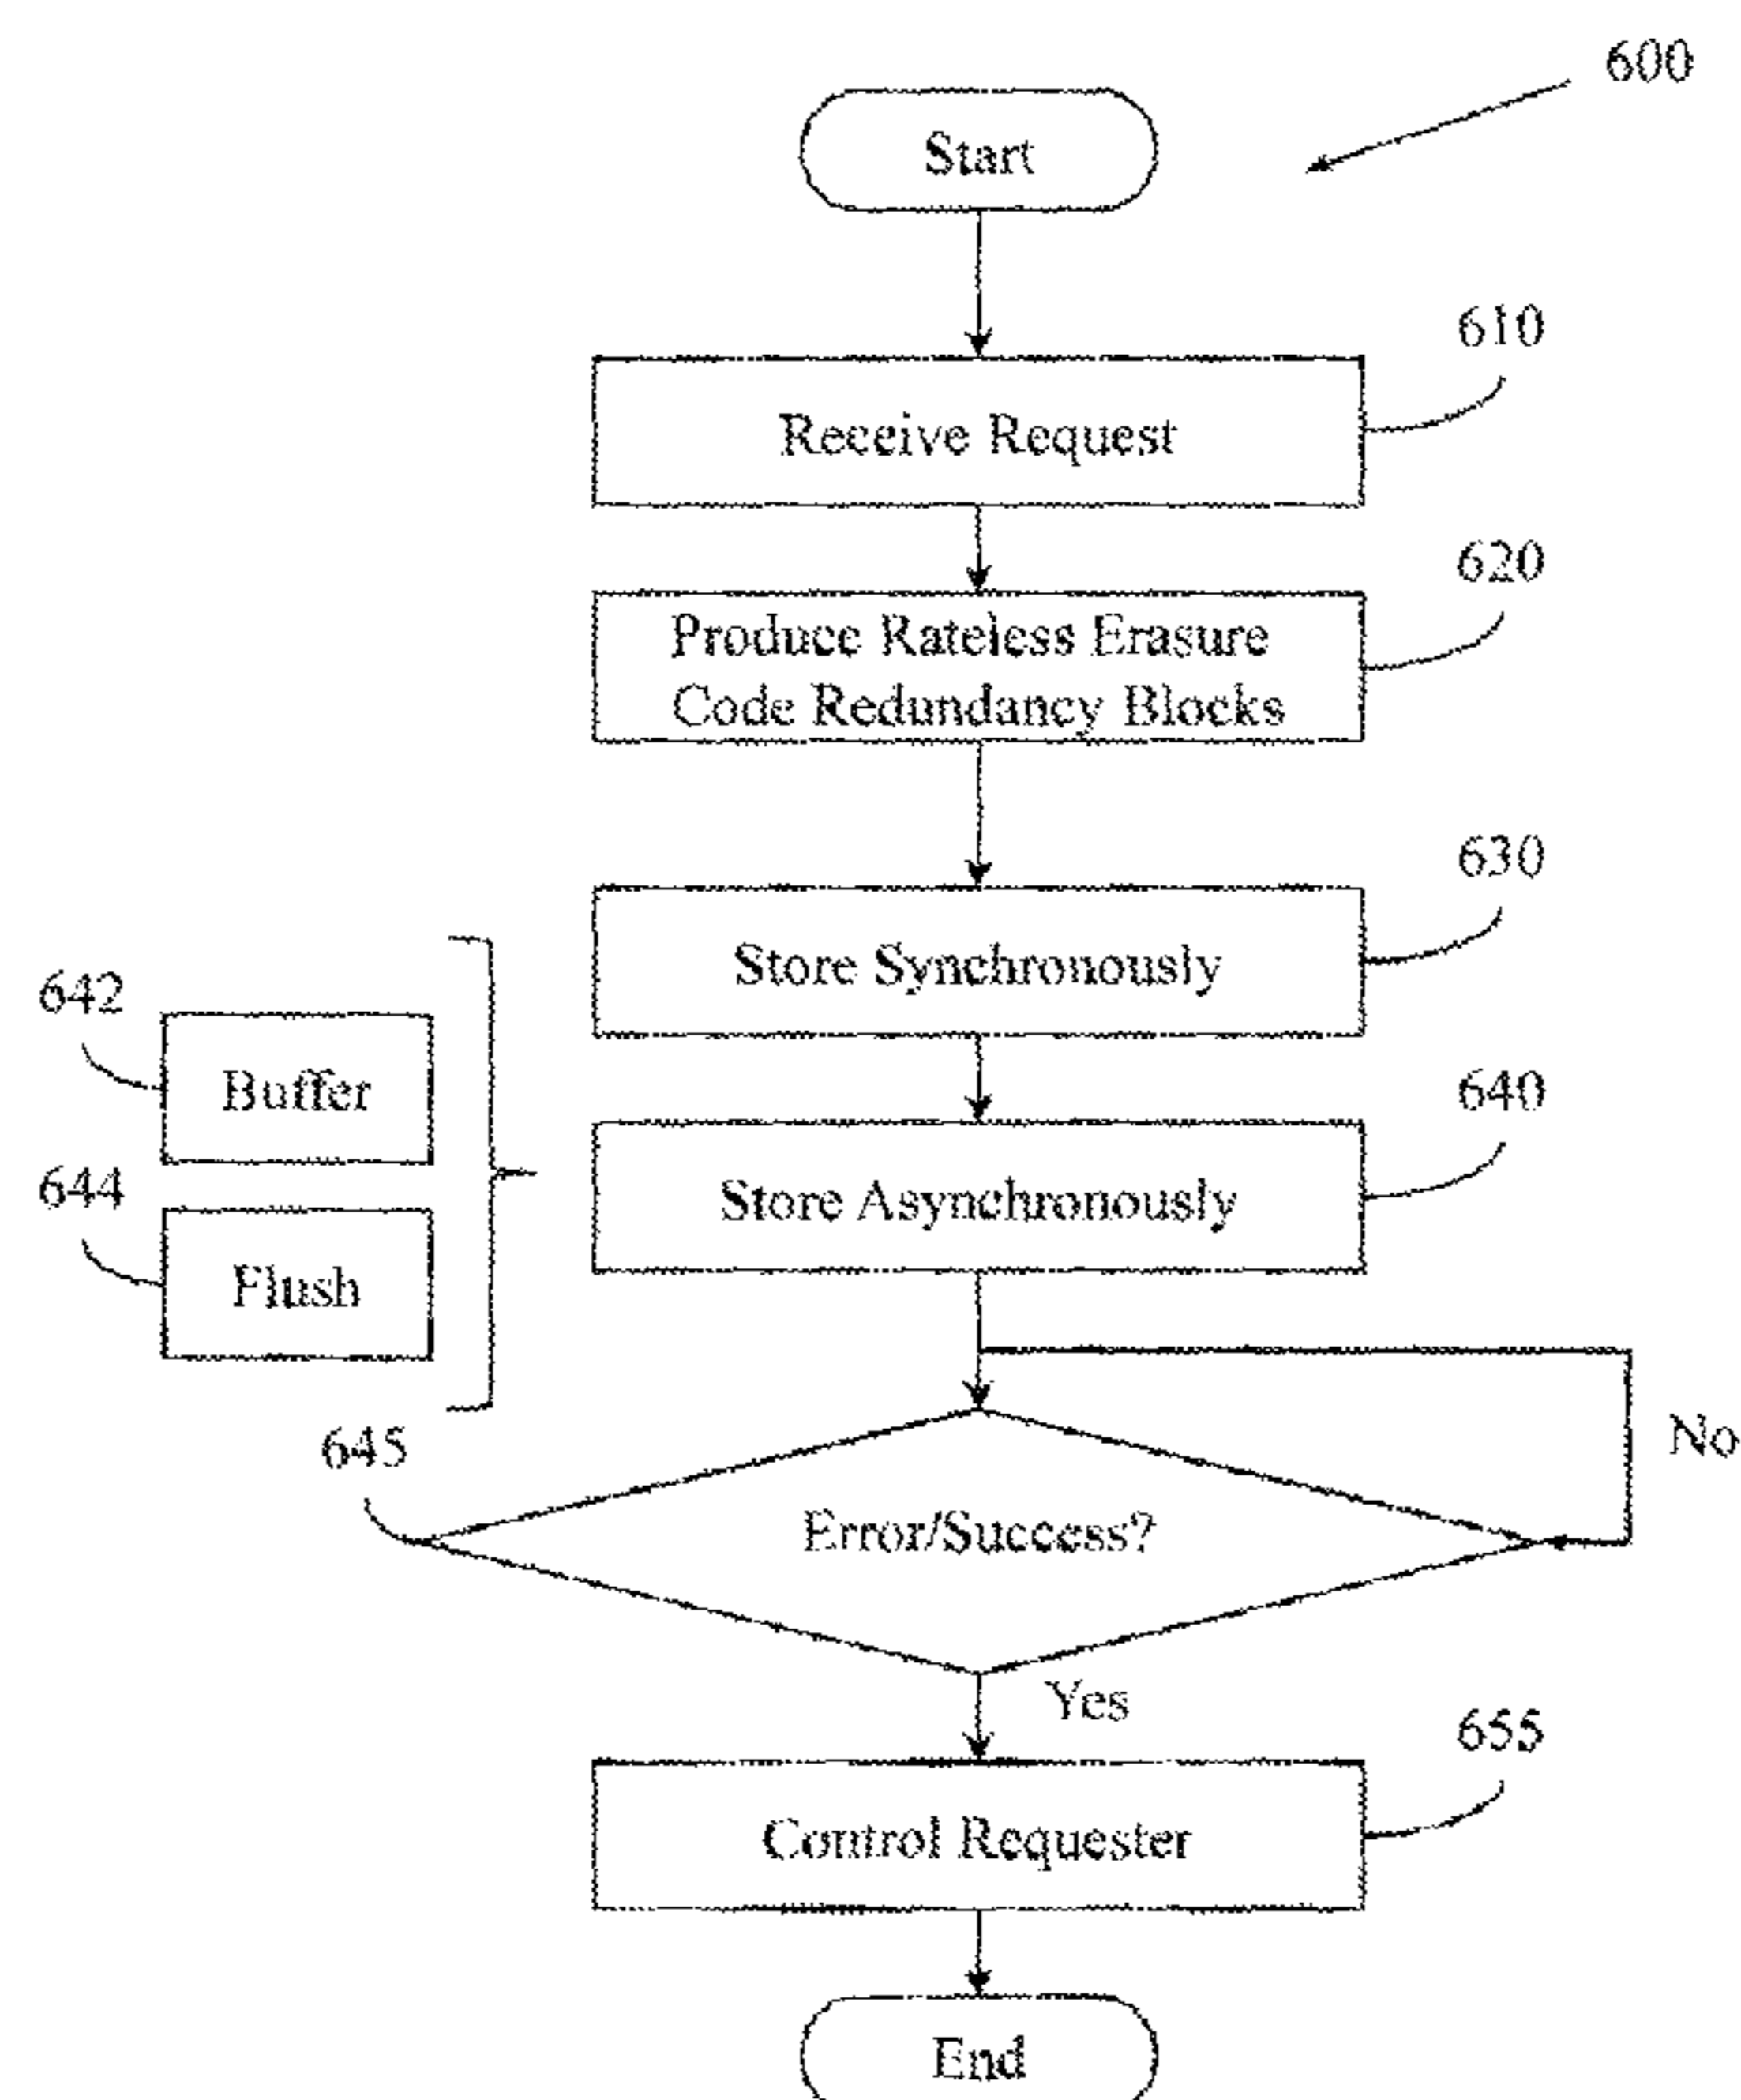 600
Start
610
Receive Request
620
Produce Rateless Erasure
Code Redundancy Blocks
630
Store Synchronously
642
Buffer
640
Store Asynchronously
644
Flush
645
No
Error/Success?
Yes
655
Control Requester
End